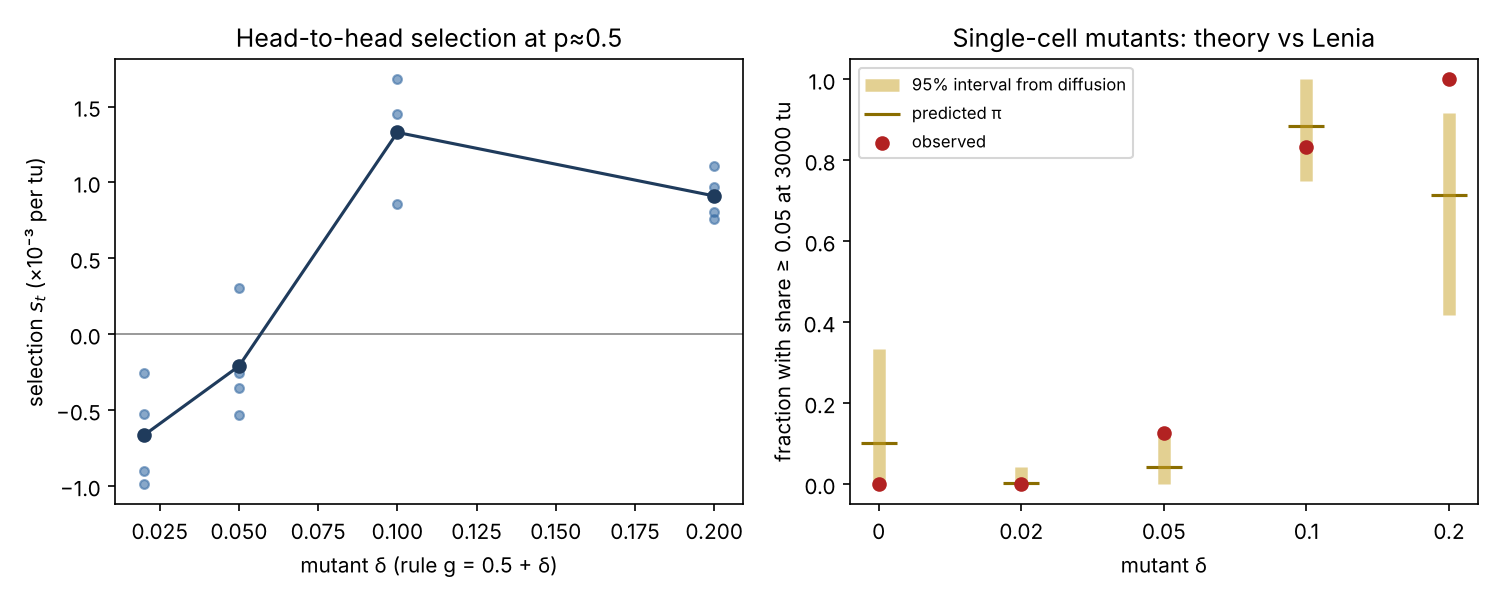 Head-to-head selection at p≈0.5
selection sₜ (×10⁻³ per tu)
1.5
1.0
0.5
0.0
−0.5
−1.0
0.025
0.050
0.075
0.100
0.125
0.150
0.175
0.200
mutant δ (rule g = 0.5 + δ)
Single-cell mutants: theory vs Lenia
fraction with share ≥ 0.05 at 3000 tu
95% interval from diffusion
predicted π
observed
1.0
0.8
0.6
0.4
0.2
0.0
0
0.02
0.05
0.1
0.2
mutant δ